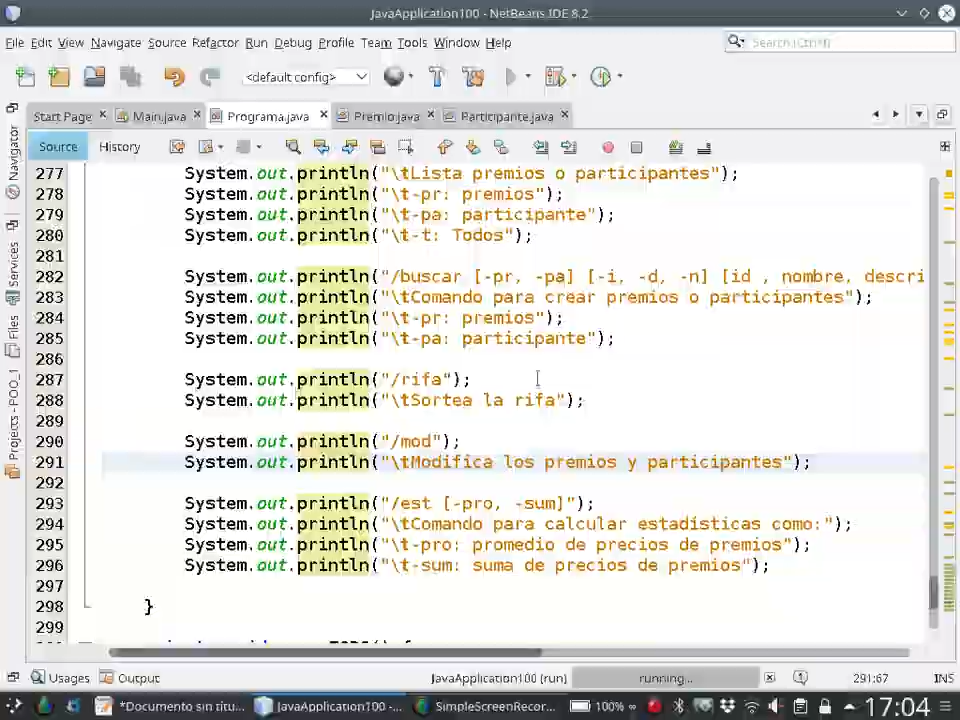 JavaApplication100 - NetBeans IDE 8.2
File Edit View Navigate Source Refactor Run Debug Profile Team Tools Window Help
Search (Ctrl+I)
<default config>
Start Page Main.java Programa.java Premio.java Participante.java
Source History
Navigator
Services
Files
Projects - POO_1
277 System.out.println("\tLista premios o participantes");
278 System.out.println("\t-pr: premios");
279 System.out.println("\t-pa: participante");
280 System.out.println("\t-t: Todos");
281
282 System.out.println("/buscar [-pr, -pa] [-i, -d, -n] [id , nombre, descri
283 System.out.println("\tComando para crear premios o participantes");
284 System.out.println("\t-pr: premios");
285 System.out.println("\t-pa: participante");
286
287 System.out.println("/rifa");
288 System.out.println("\tSortea la rifa");
289
290 System.out.println("/mod");
291 System.out.println("\tModifica los premios y participantes");
292
293 System.out.println("/est [-pro, -sum]");
294 System.out.println("\tComando para calcular estadísticas como:");
295 System.out.println("\t-pro: promedio de precios de premios");
296 System.out.println("\t-sum: suma de precios de premios");
297
298 }
299
Usages Output JavaApplication100 (run) running... 291:67 INS
*Documento sin títu... JavaApplication100 -... SimpleScreenRecor... 100% 17:04